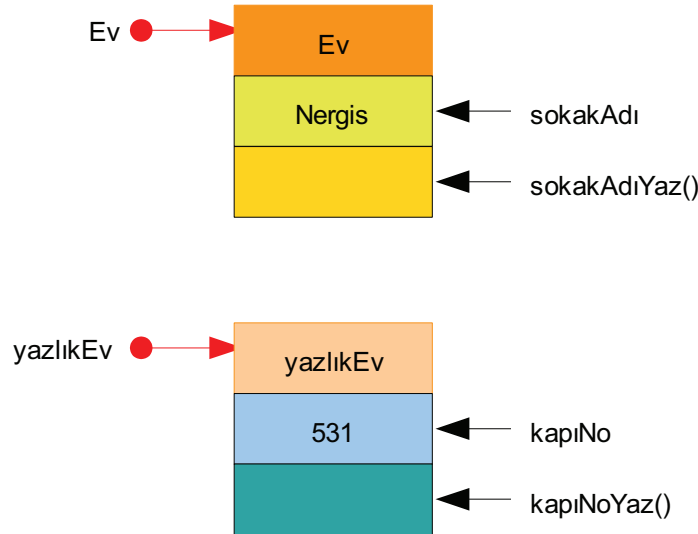 Ev
Ev
Nergis
sokakAdı
sokakAdıYaz()
yazlıkEv
yazlıkEv
531
kapıNo
kapıNoYaz()